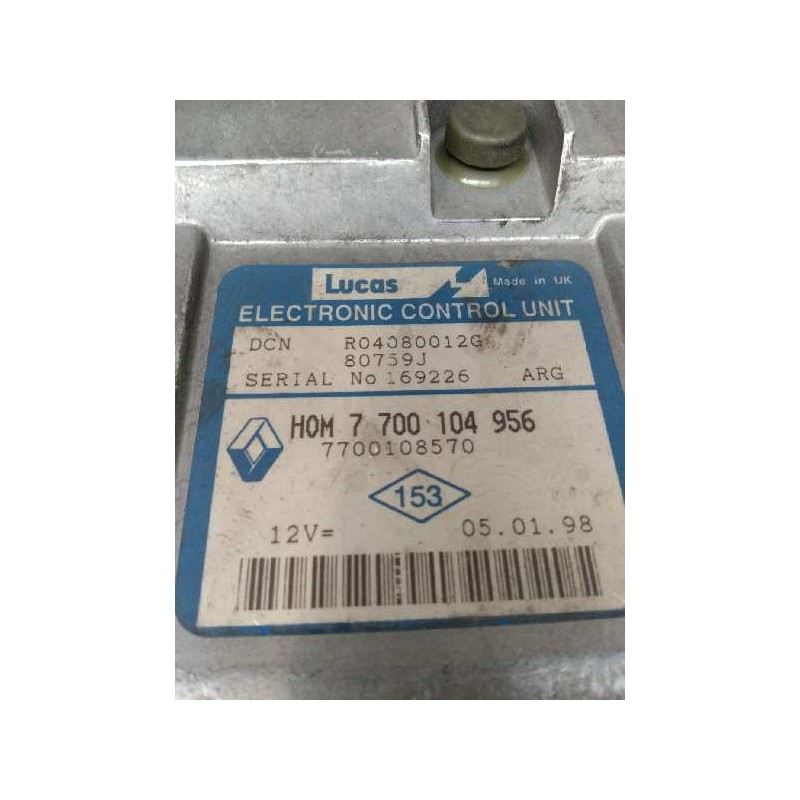 Lucas
Made in UK
ELECTRONIC CONTROL UNIT
DCN R04080012G
80759J
SERIAL No 169226 ARG
HOM 7 700 104 956
7700108570
153
12V= 05.01.98